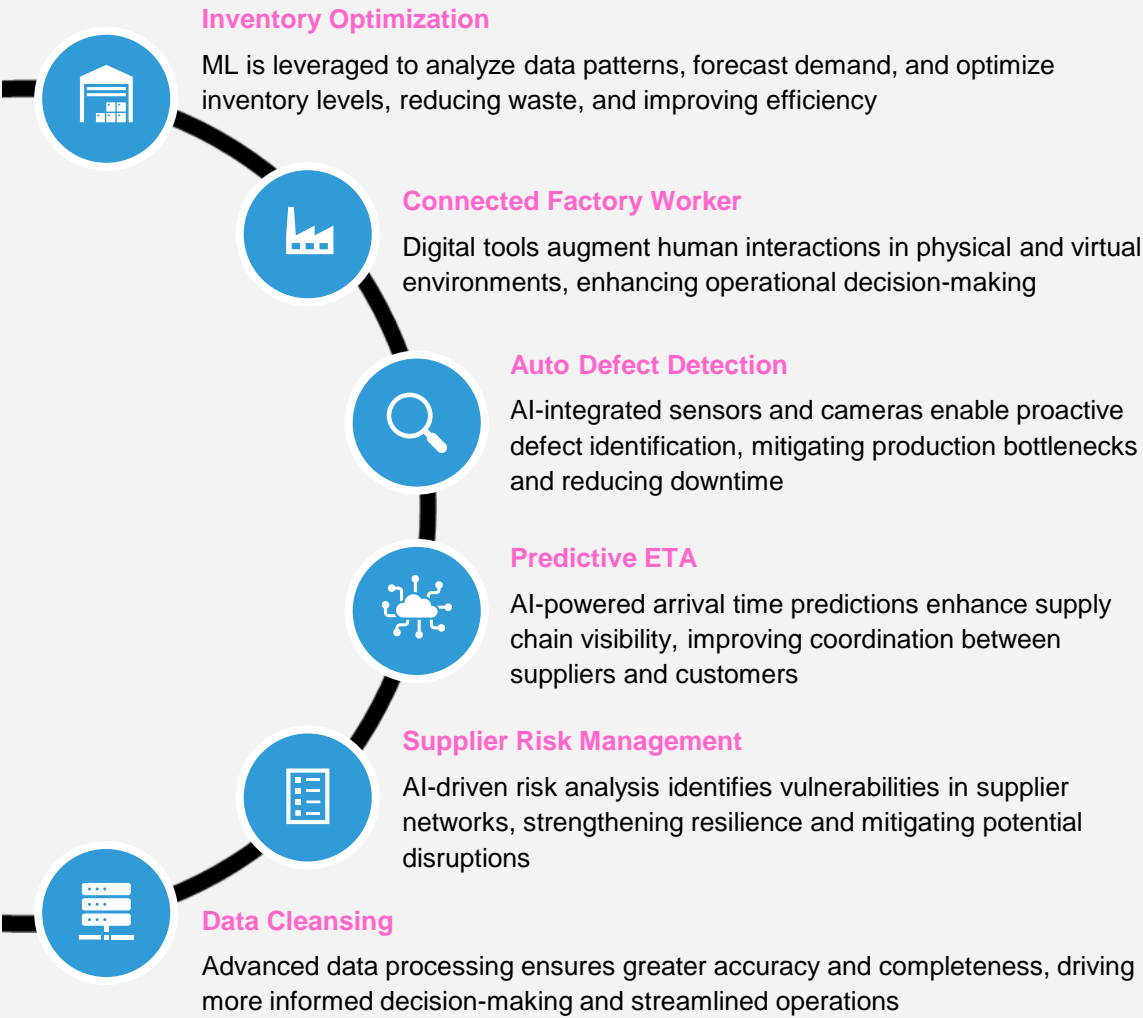 Inventory Optimization
ML is leveraged to analyze data patterns, forecast demand, and optimize
inventory levels, reducing waste, and improving efficiency
Connected Factory Worker
Digital tools augment human interactions in physical and virtual
environments, enhancing operational decision-making
Auto Defect Detection
AI-integrated sensors and cameras enable proactive
defect identification, mitigating production bottlenecks
and reducing downtime
Predictive ETA
AI-powered arrival time predictions enhance supply
chain visibility, improving coordination between
suppliers and customers
Supplier Risk Management
AI-driven risk analysis identifies vulnerabilities in supplier
networks, strengthening resilience and mitigating potential
disruptions
Data Cleansing
Advanced data processing ensures greater accuracy and completeness, driving
more informed decision-making and streamlined operations